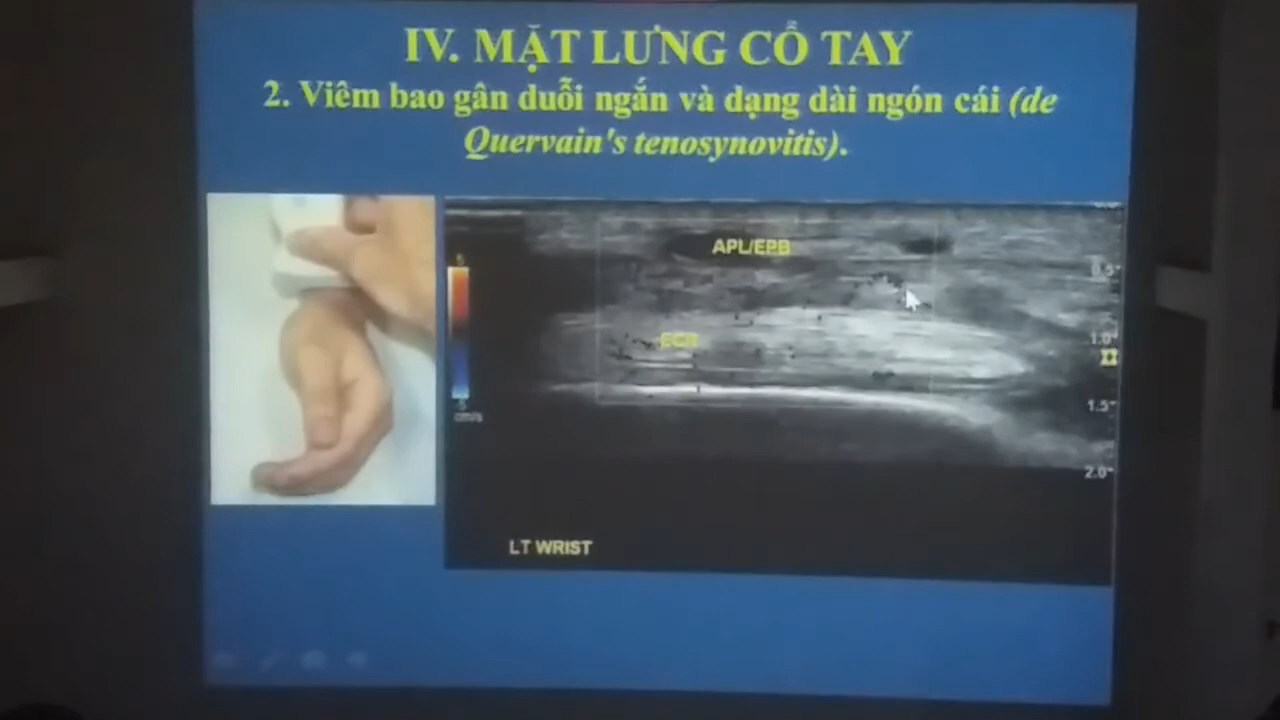 IV. MẶT LƯNG CỔ TAY
2. Viêm bao gân duỗi ngắn và dạng dài ngón cái (de
Quervain's tenosynovitis).
APL/EPB
0.5
1.0
1.5
2.0
cm/s
LT WRIST